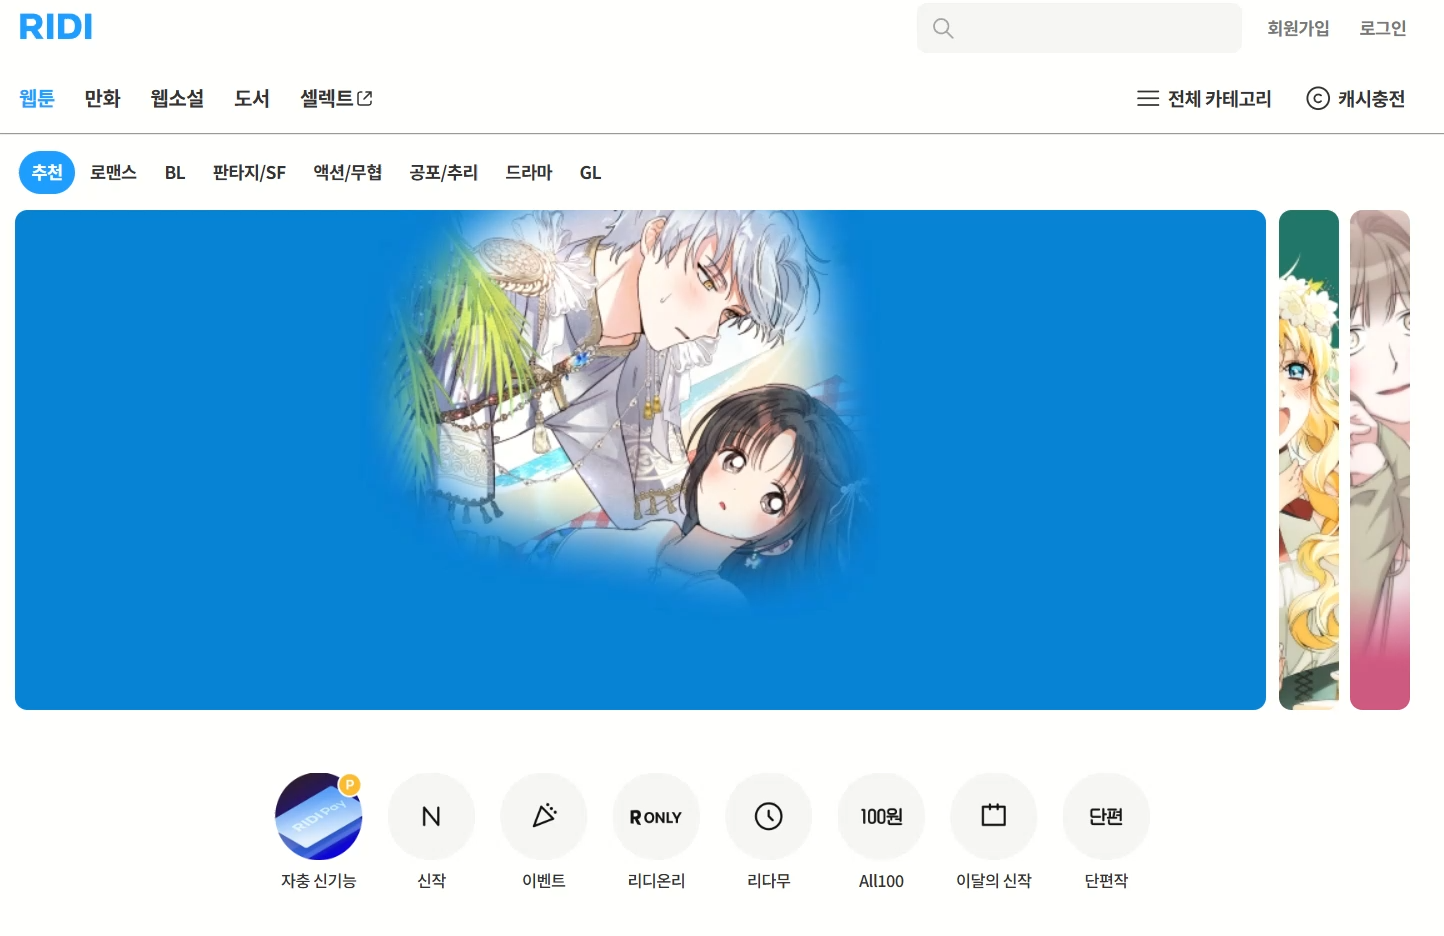 RIDI
회원가입 로그인
웹툰 만화 웹소설 도서 셀렉트 전체 카테고리 C 캐시충전
추천 로맨스 BL 판타지/SF 액션/무협 공포/추리 드라마 GL
P
RIDI Pay
N
R ONLY
100원
단편
자충 신기능 신작 이벤트 리디온리 리다무 All100 이달의 신작 단편작